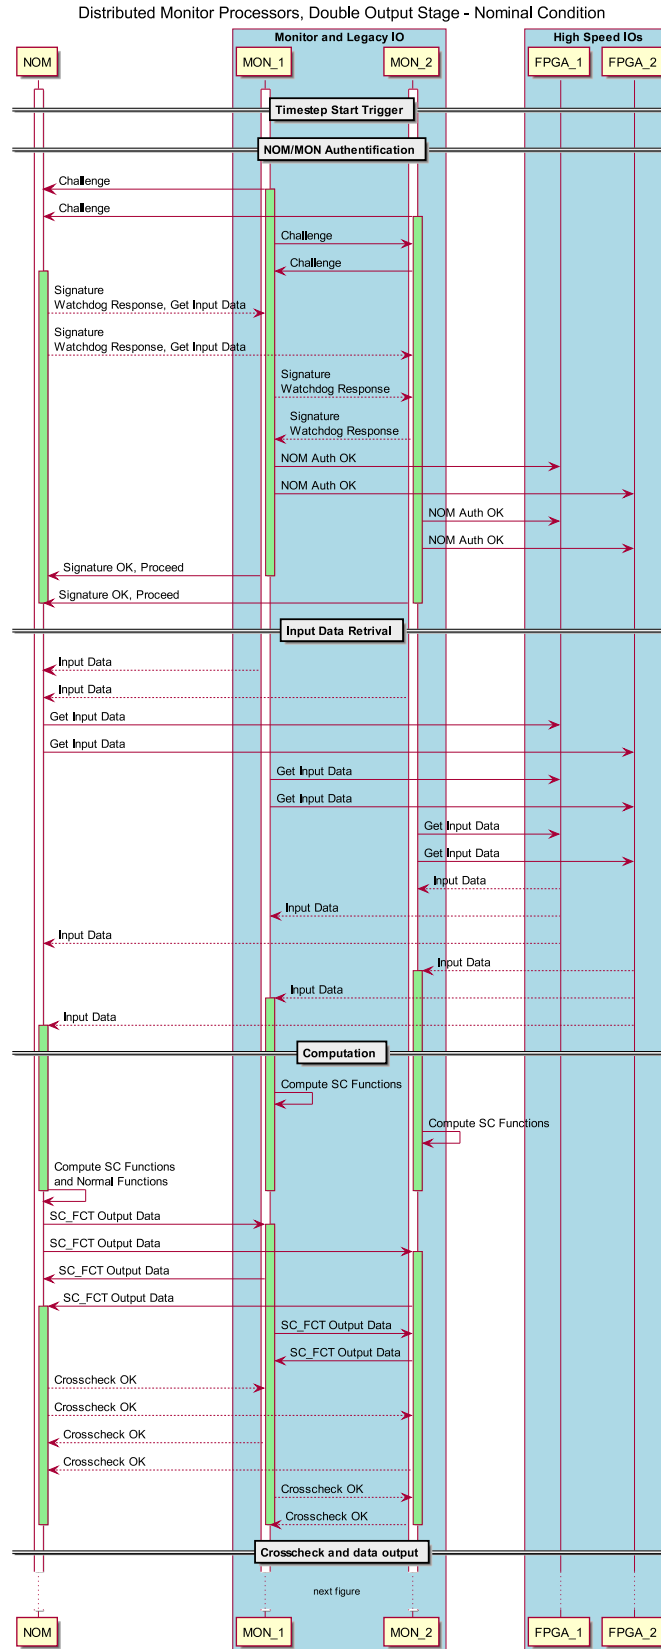 Distributed Monitor Processors, Double Output Stage - Nominal Condition
Monitor and Legacy IO
High Speed IOs
NOM
MON_1
MON_2
FPGA_1
FPGA_2
Timestep Start Trigger
NOM/MON Authentification
Challenge
Challenge
Challenge
Challenge
Signature
Watchdog Response, Get Input Data
Signature
Watchdog Response, Get Input Data
Signature
Watchdog Response
Signature
Watchdog Response
NOM Auth OK
NOM Auth OK
NOM Auth OK
NOM Auth OK
Signature OK, Proceed
Signature OK, Proceed
Input Data Retrival
Input Data
Input Data
Get Input Data
Get Input Data
Get Input Data
Get Input Data
Get Input Data
Get Input Data
Input Data
Input Data
Input Data
Input Data
Input Data
Input Data
Computation
Compute SC Functions
Compute SC Functions
Compute SC Functions
and Normal Functions
SC_FCT Output Data
SC_FCT Output Data
SC_FCT Output Data
SC_FCT Output Data
SC_FCT Output Data
SC_FCT Output Data
Crosscheck OK
Crosscheck OK
Crosscheck OK
Crosscheck OK
Crosscheck OK
Crosscheck OK
Crosscheck and data output
next figure
NOM
MON_1
MON_2
FPGA_1
FPGA_2